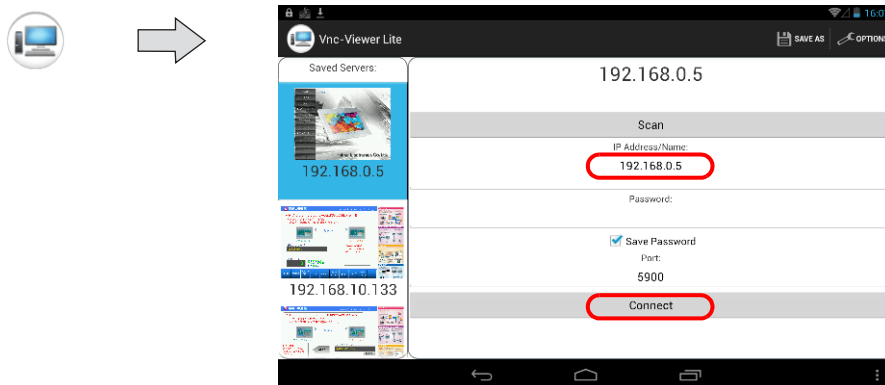 16:0
Vnc-Viewer Lite
SAVE AS
OPTIONS
Saved Servers:
192.168.0.5
192.168.10.133
192.168.0.5
Scan
IP Address/Name:
192.168.0.5
Password:
Save Password
Port:
5900
Connect